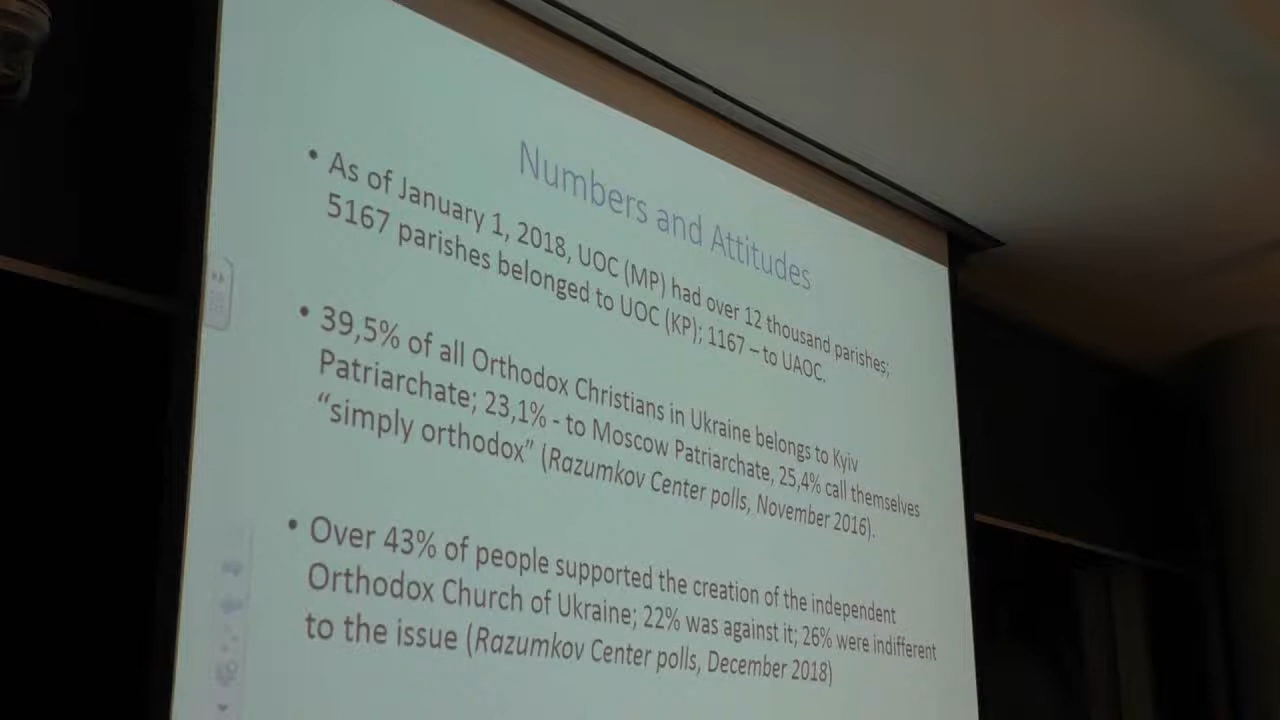 Numbers and Attitudes
• As of January 1, 2018, UOC (MP) had over 12 thousand parishes;
5167 parishes belonged to UOC (KP); 1167 – to UAOC.
• 39,5% of all Orthodox Christians in Ukraine belongs to Kyiv
Patriarchate; 23,1% - to Moscow Patriarchate, 25,4% call themselves
“simply orthodox” (Razumkov Center polls, November 2016).
• Over 43% of people supported the creation of the independent
Orthodox Church of Ukraine; 22% was against it; 26% were indifferent
to the issue (Razumkov Center polls, December 2018)